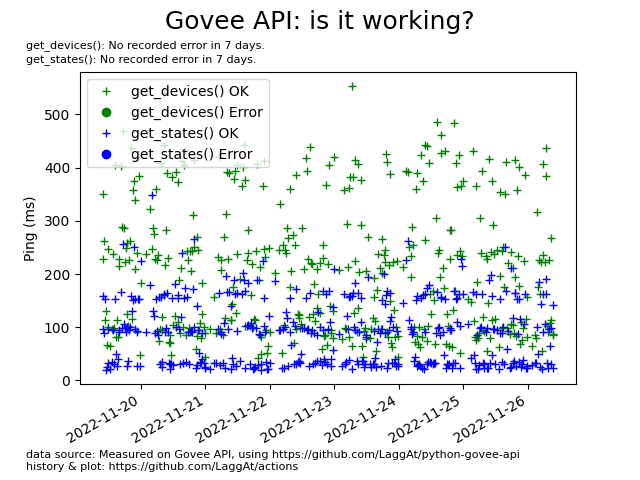 Govee API: is it working?
get_devices(): No recorded error in 7 days.
get_states(): No recorded error in 7 days.
get_devices() OK
get_devices() Error
get_states() OK
get_states() Error
Ping (ms)
500
400
300
200
100
0
2022-11-20
2022-11-21
2022-11-22
2022-11-23
2022-11-24
2022-11-25
2022-11-26
data source: Measured on Govee API, using https://github.com/LaggAt/python-govee-api
history & plot: https://github.com/LaggAt/actions